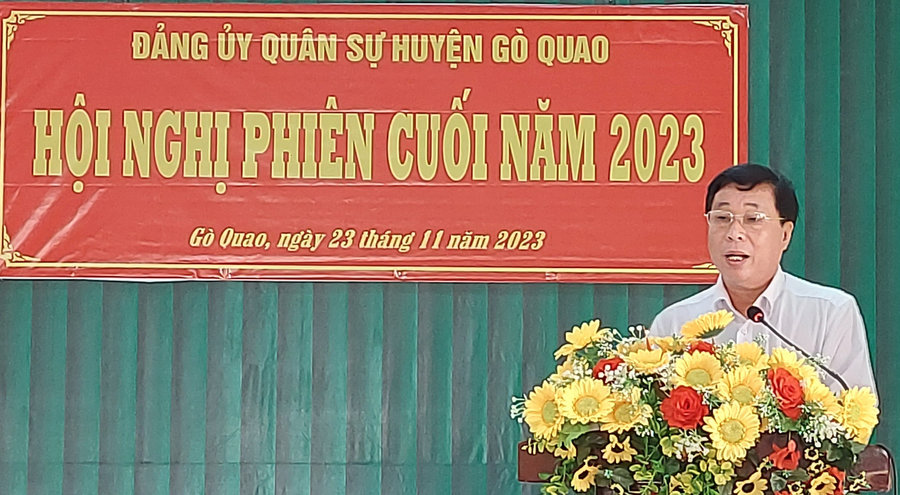 ĐẢNG ỦY QUÂN SỰ HUYỆN GÒ QUAO
HỘI NGHỊ PHIÊN CUỐI NĂM 2023
Gò Quao, ngày 23 tháng 11 năm 2023